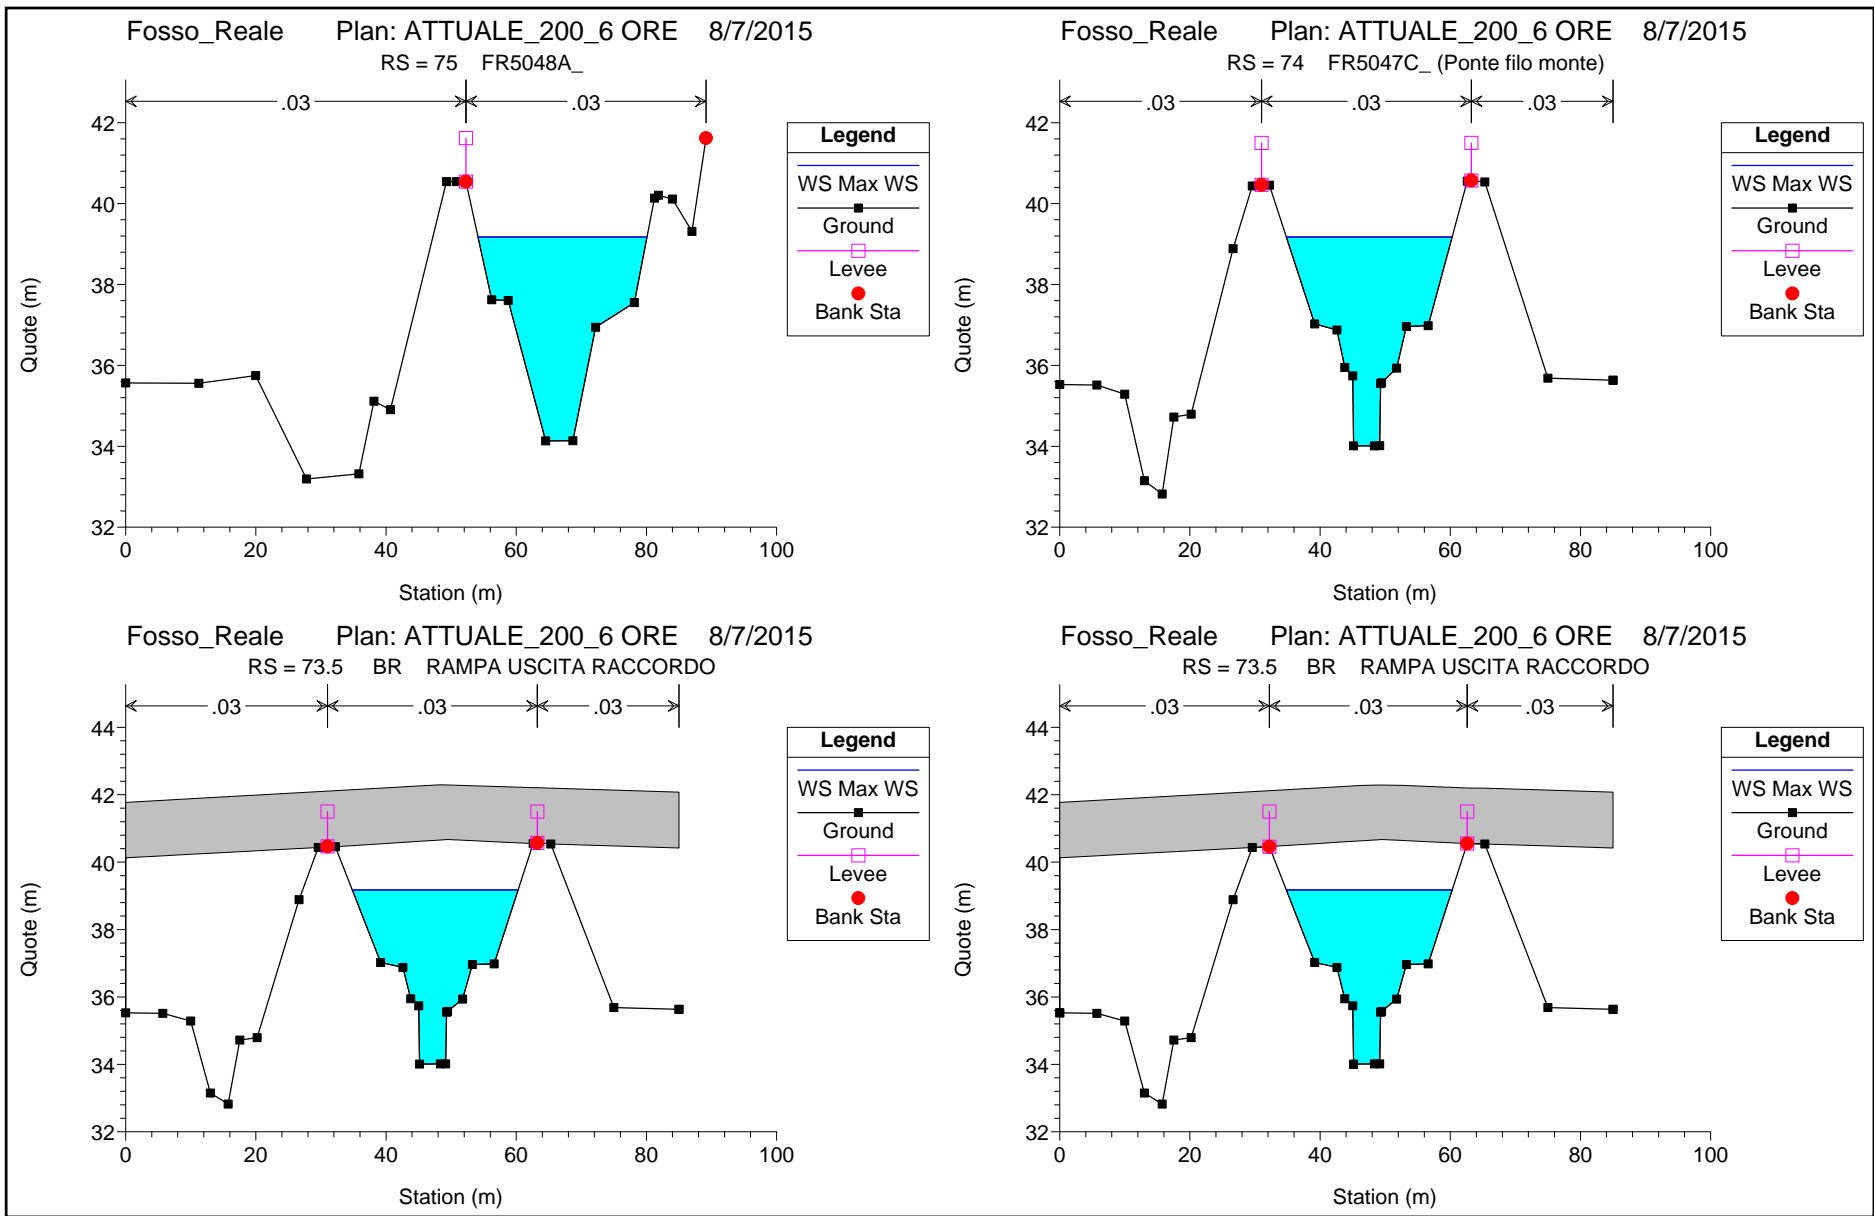 Fosso_Reale Plan: ATTUALE_200_6 ORE 8/7/2015
RS = 75 FR5048A_
.03 .03
42
40
38
36
34
32
0 20 40 60 80 100
Quote (m)
Station (m)
Legend
WS Max WS
Ground
Levee
Bank Sta
Fosso_Reale Plan: ATTUALE_200_6 ORE 8/7/2015
RS = 74 FR5047C_ (Ponte filo monte)
.03 .03 .03
42
40
38
36
34
32
0 20 40 60 80 100
Quote (m)
Station (m)
Legend
WS Max WS
Ground
Levee
Bank Sta
Fosso_Reale Plan: ATTUALE_200_6 ORE 8/7/2015
RS = 73.5 BR RAMPA USCITA RACCORDO
.03 .03 .03
44
42
40
38
36
34
32
0 20 40 60 80 100
Quote (m)
Station (m)
Legend
WS Max WS
Ground
Levee
Bank Sta
Fosso_Reale Plan: ATTUALE_200_6 ORE 8/7/2015
RS = 73.5 BR RAMPA USCITA RACCORDO
.03 .03 .03
44
42
40
38
36
34
32
0 20 40 60 80 100
Quote (m)
Station (m)
Legend
WS Max WS
Ground
Levee
Bank Sta